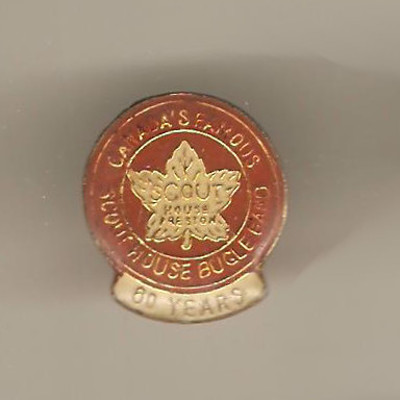 CANADA'S FAMOUS
SCOUT HOUSE BUGLE BAND
SCOUT
HOUSE
PRESTON
60 YEARS